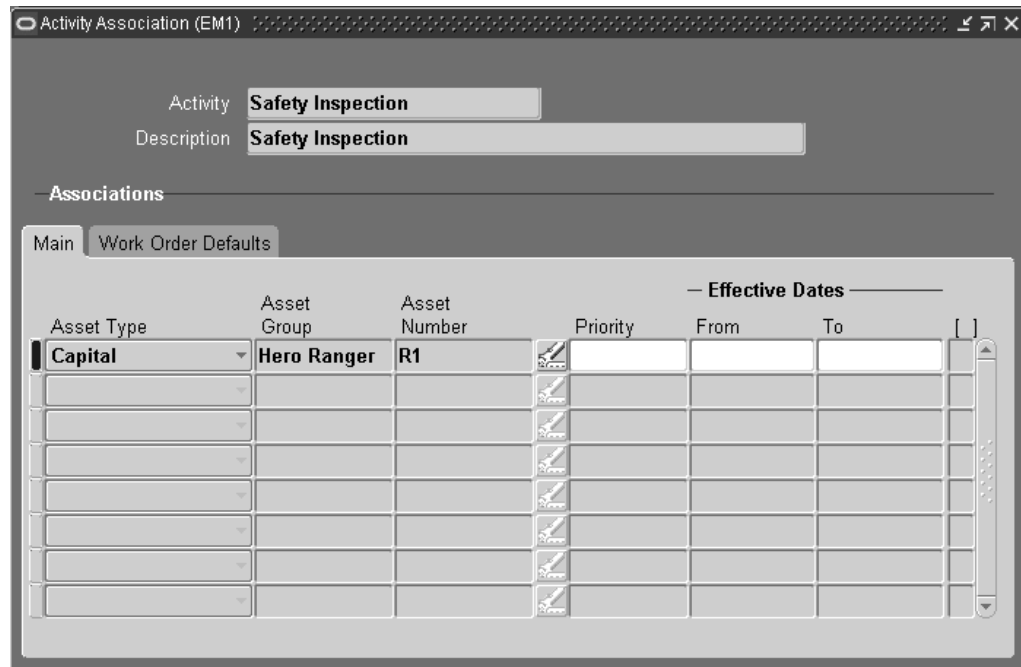 Activity Association (EM1)
Activity Safety Inspection
Description Safety Inspection
Associations
Main Work Order Defaults
Effective Dates
Asset Type Asset Group Asset Number Priority From To [ ]
Capital Hero Ranger R1